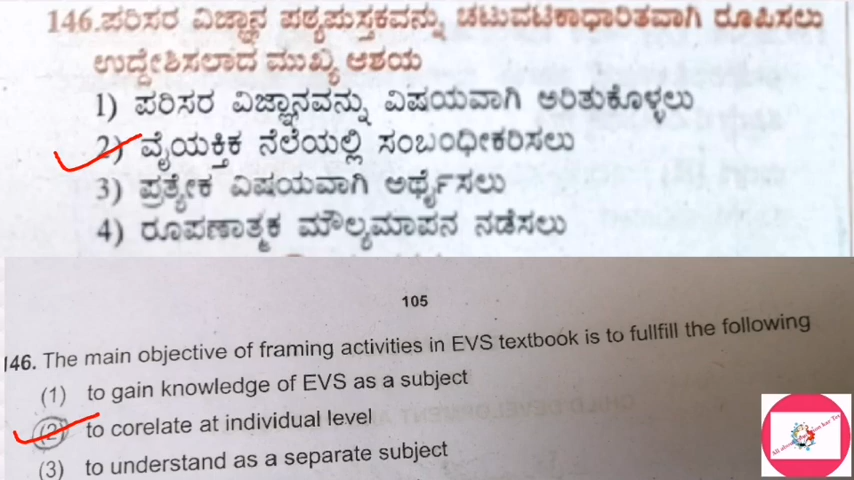 146.ಪರಿಸರ ವಿಜ್ಞಾನ ಪಠ್ಯಪುಸ್ತಕವನ್ನು ಚಟುವಟಿಕಾಧಾರಿತವಾಗಿ ರೂಪಿಸಲು
ಉದ್ದೇಶಿಸಲಾದ ಮುಖ್ಯ ಆಶಯ
1) ಪರಿಸರ ವಿಜ್ಞಾನವನ್ನು ವಿಷಯವಾಗಿ ಅರಿತುಕೊಳ್ಳಲು
2) ವೈಯಕ್ತಿಕ ನೆಲೆಯಲ್ಲಿ ಸಂಬಂಧೀಕರಿಸಲು
3) ಪ್ರತ್ಯೇಕ ವಿಷಯವಾಗಿ ಅರ್ಥೈಸಲು
4) ರೂಪಣಾತ್ಮಕ ಮೌಲ್ಯಮಾಪನ ನಡೆಸಲು
105
146. The main objective of framing activities in EVS textbook is to fullfill the following
(1) to gain knowledge of EVS as a subject
(2) to corelate at individual level
(3) to understand as a separate subject